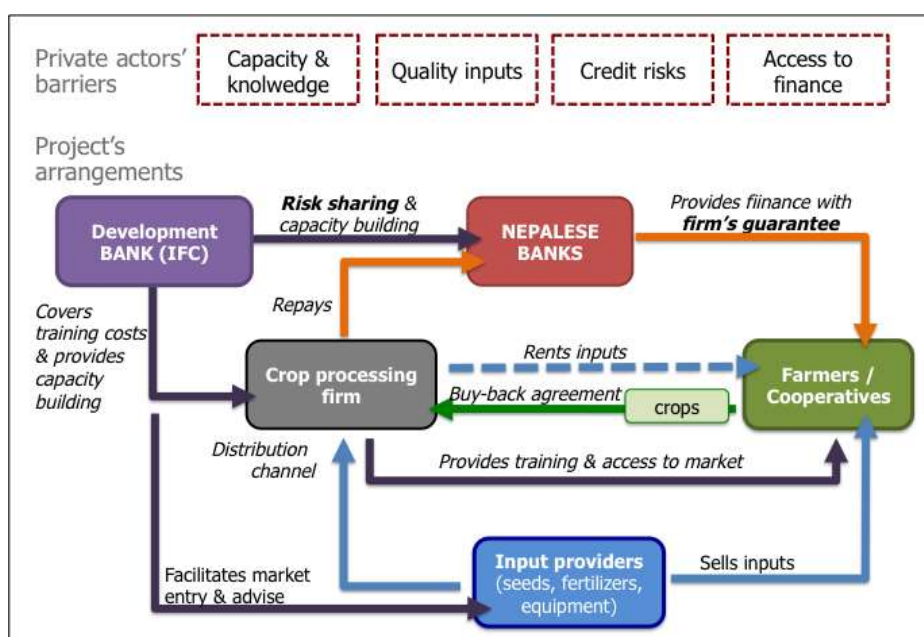 Private actors'
barriers
Capacity &
knolwedge
Quality inputs
Credit risks
Access to
finance
Project's
arrangements
Development
BANK (IFC)
Risk sharing &
capacity building
NEPALESE
BANKS
Provides fiinance with
firm's guarantee
Covers
training costs
& provides
capacity
building
Repays
Crop processing
firm
Rents inputs
Buy-back agreement
crops
Farmers /
Cooperatives
Distribution
channel
Provides training & access to market
Facilitates market
entry & advise
Input providers
(seeds, fertilizers,
equipment)
Sells inputs